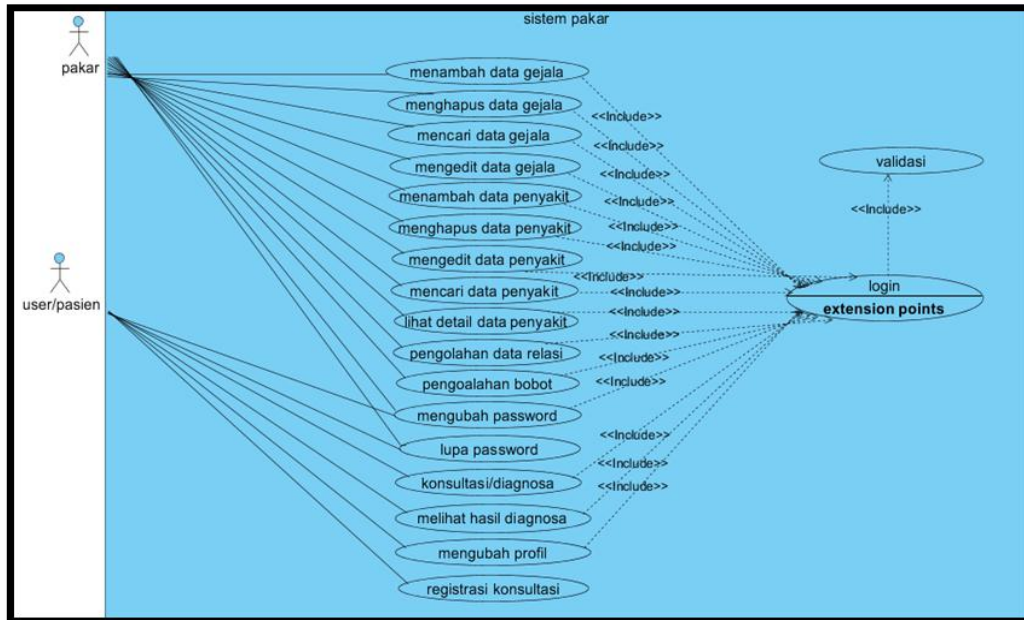 sistem pakar
pakar
menambah data gejala
menghapus data gejala
<<Include>>
mencari data gejala
<<Include>>
validasi
mengedit data gejala
<<Include>>
menambah data penyakit
<<Include>>
<<Include>>
menghapus data penyakit
<<Include>>
<<Include>>
mengedit data penyakit
user/pasien
<<Include>>
login
mencari data penyakit
<<Include>>
extension points
lihat detail data penyakit
<<Include>>
pengolahan data relasi
<<Include>>
pengoalahan bobot
<<Include>>
mengubah password
<<Include>>
lupa password
<<Include>>
konsultasi/diagnosa
<<Include>>
melihat hasil diagnosa
mengubah profil
registrasi konsultasi